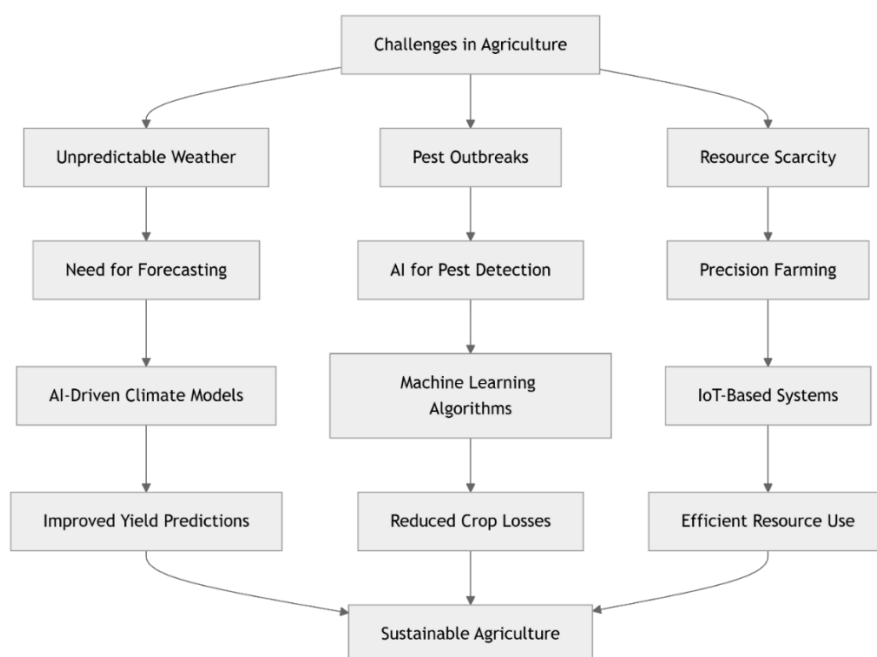 Challenges in Agriculture
Unpredictable Weather
Pest Outbreaks
Resource Scarcity
Need for Forecasting
AI for Pest Detection
Precision Farming
AI-Driven Climate Models
Machine Learning
Algorithms
IoT-Based Systems
Improved Yield Predictions
Reduced Crop Losses
Efficient Resource Use
Sustainable Agriculture